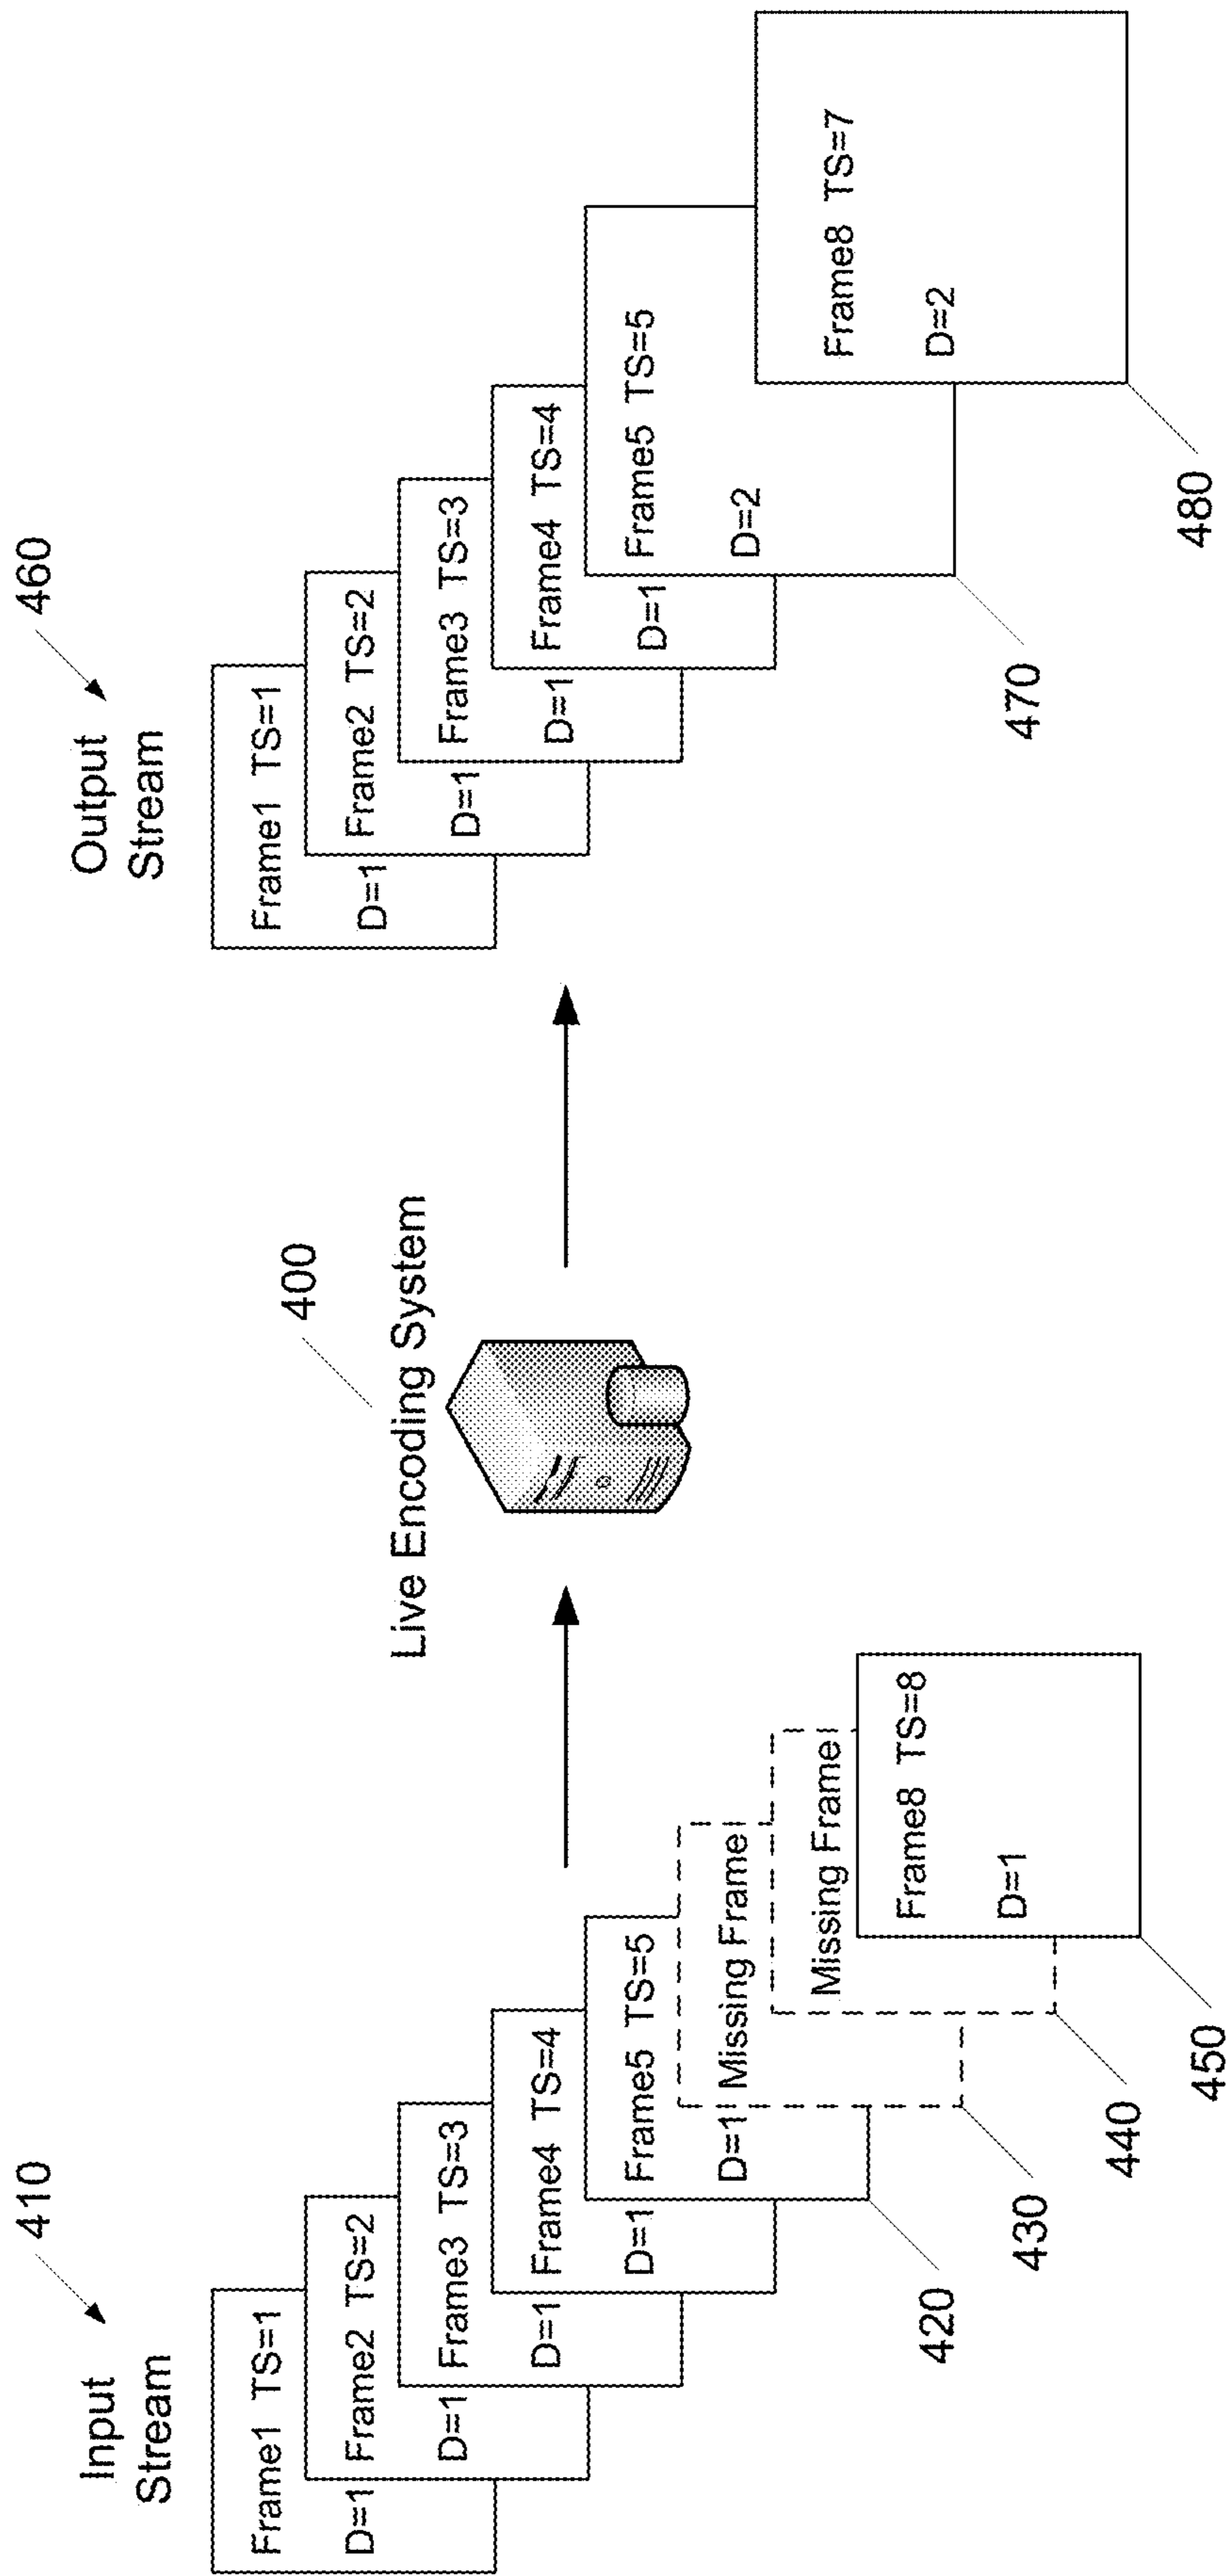 Input
Stream
410
Frame1 TS=1
D=1
Frame2 TS=2
D=1
Frame3 TS=3
D=1
Frame4 TS=4
D=1
Frame5 TS=5
D=1
Missing Frame
Missing Frame
Frame8 TS=8
D=1
420
430
440
450
400
Live Encoding System
Output
Stream
460
Frame1 TS=1
D=1
Frame2 TS=2
D=1
Frame3 TS=3
D=1
Frame4 TS=4
D=1
Frame5 TS=5
D=2
Frame8 TS=7
D=2
470
480